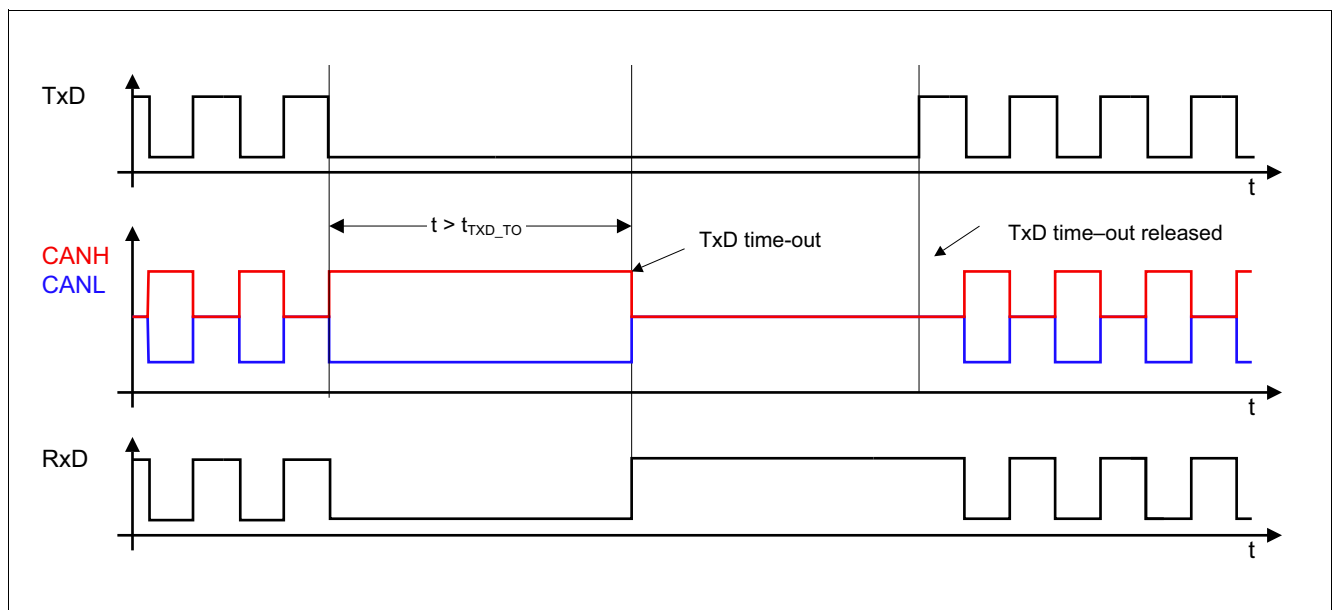 TxD
t
t > tTXD_TO
TxD time-out
TxD time–out released
CANH
CANL
t
RxD
t